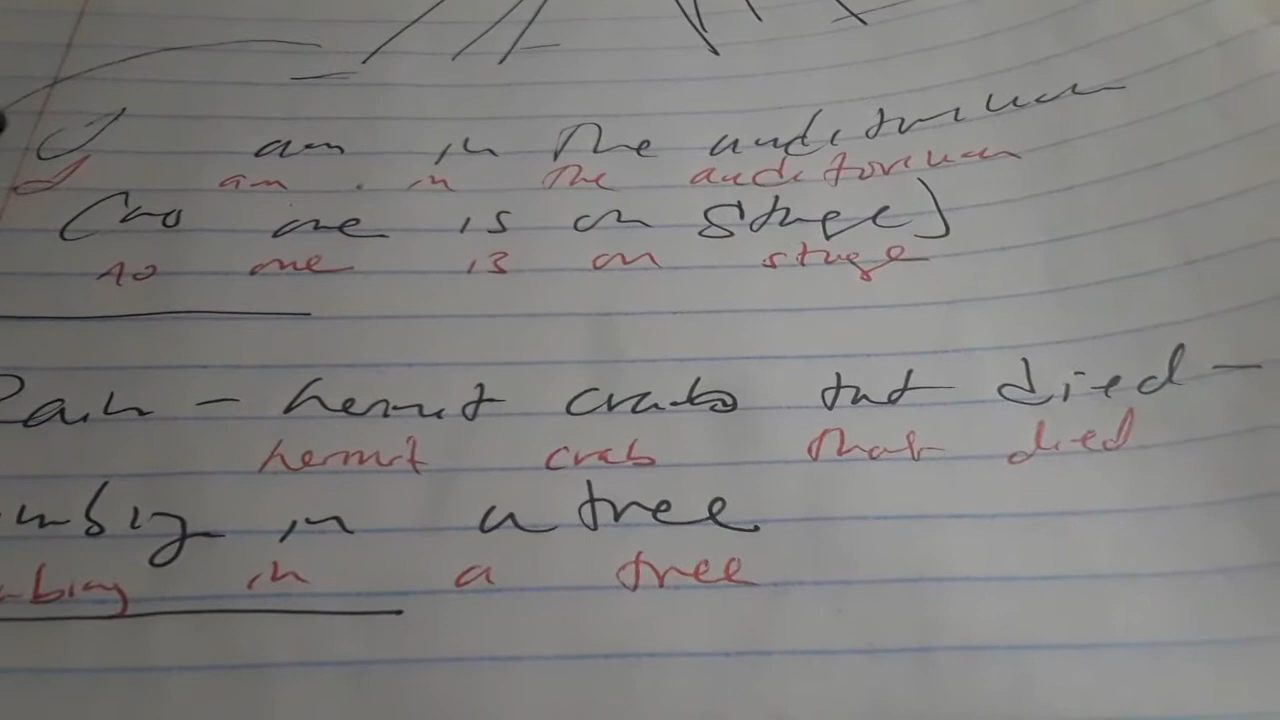 I am in the auditorium
I am in the auditorium
(no one is on stage)
no one is on stage
- hermit crabs that died -
hermit crab that died
in a tree
in a tree